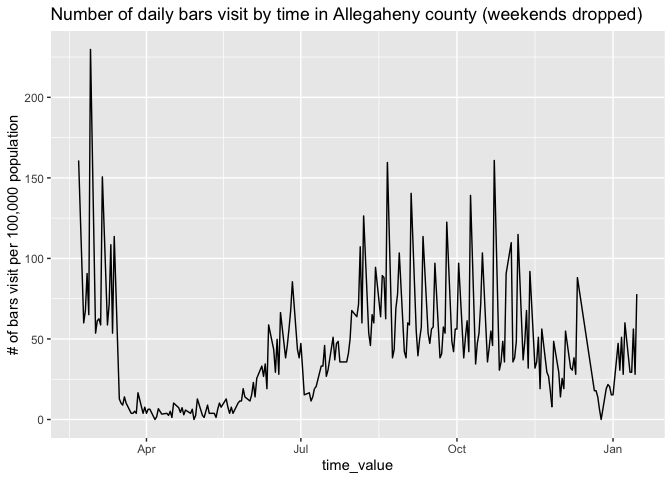 Number of daily bars visit by time in Allegaheny county (weekends dropped)
# of bars visit per 100,000 population
200
150
100
50
0
Apr
Jul
Oct
Jan
time_value